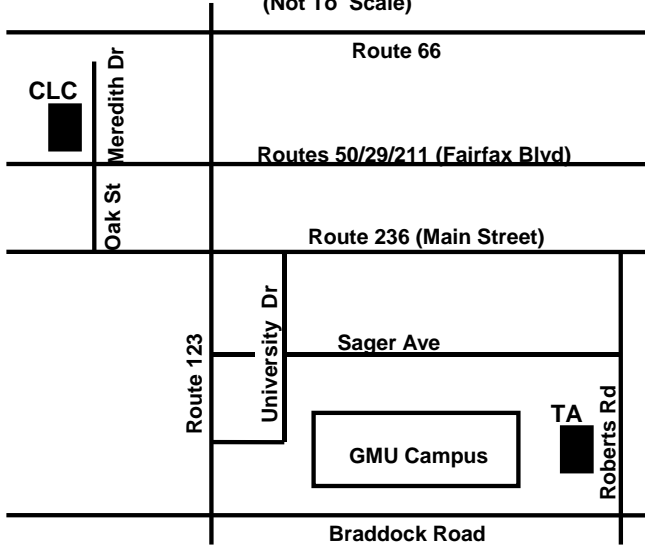 (Not To Scale)
Route 66
CLC
Meredith Dr
Routes 50/29/211 (Fairfax Blvd)
Oak St
Route 236 (Main Street)
University Dr
Route 123
Sager Ave
TA
Roberts Rd
GMU Campus
Braddock Road